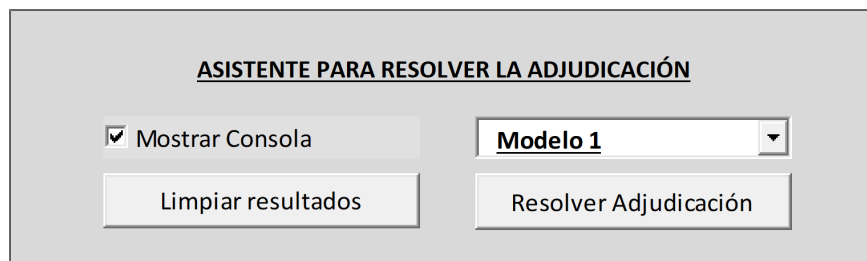 ASISTENTE PARA RESOLVER LA ADJUDICACIÓN
Mostrar Consola
Modelo 1
Limpiar resultados
Resolver Adjudicación